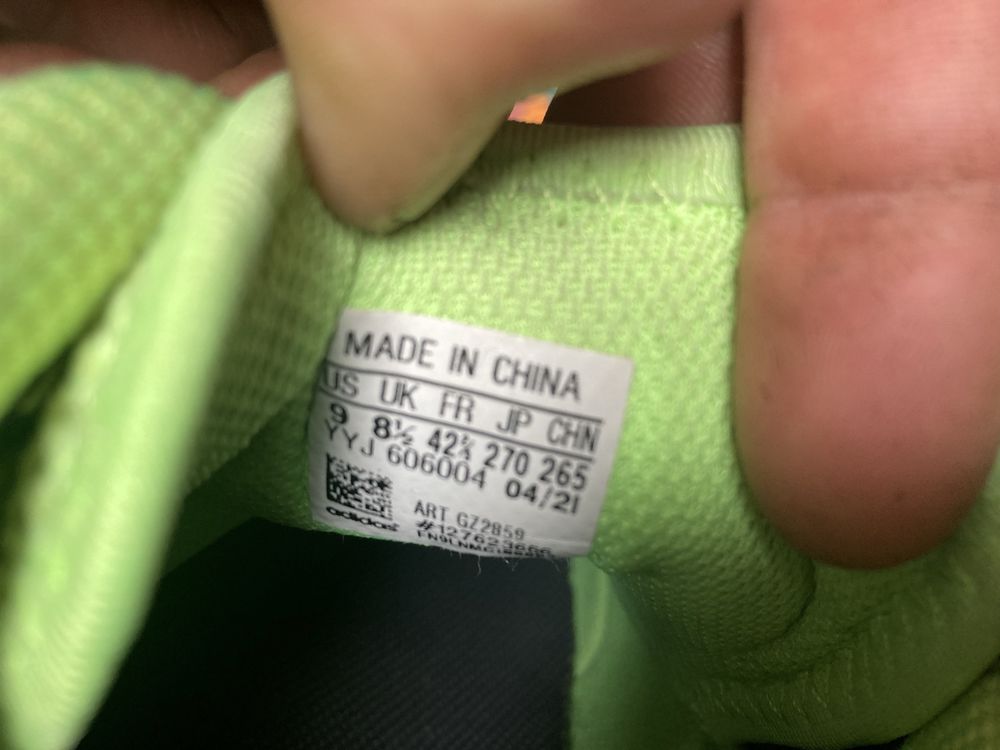 MADE IN CHINA
US UK FR JP CHN
9 8½ 42⅔ 270 265
YYJ 606004 04/21
adidas
ART GZ2859